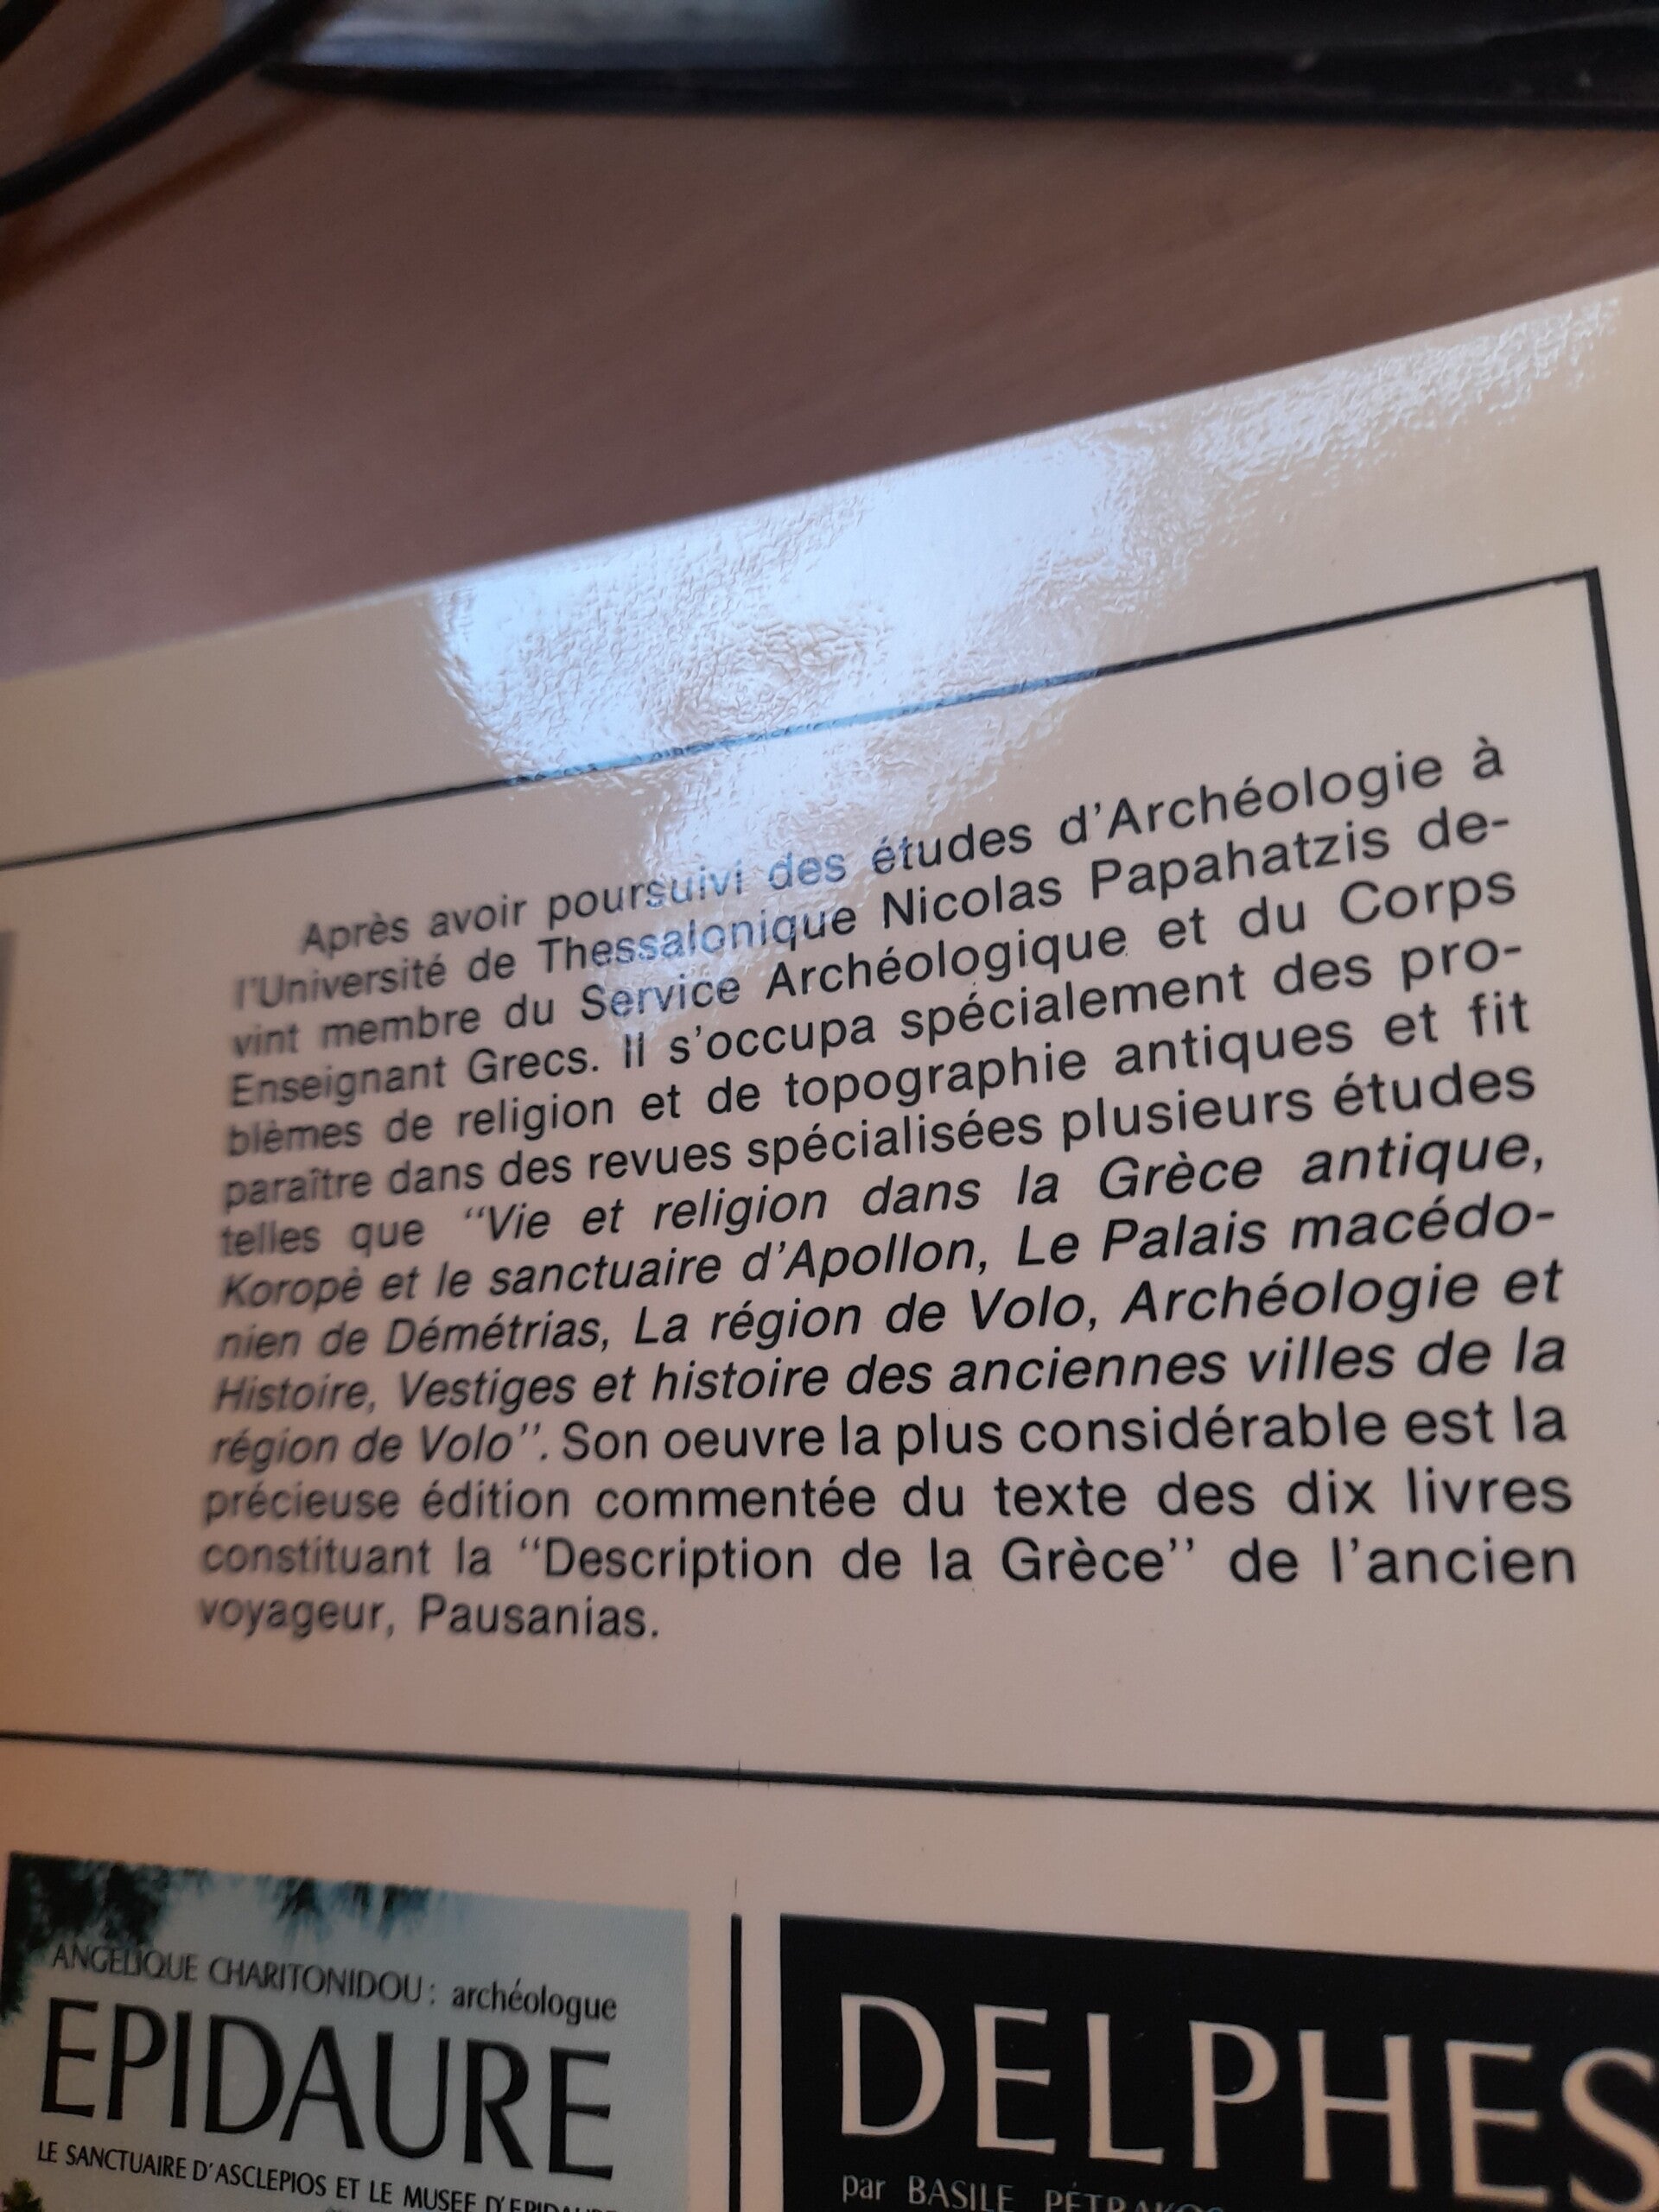 Après avoir poursuivi des études d'Archéologie à
l'Université de Thessalonique Nicolas Papahatzis de-
vint membre du Service Archéologique et du Corps
Enseignant Grecs. Il s'occupa spécialement des pro-
blèmes de religion et de topographie antiques et fit
paraître dans des revues spécialisées plusieurs études
telles que "Vie et religion dans la Grèce antique,
Koropè et le sanctuaire d'Apollon, Le Palais macédo-
nien de Démétrias, La région de Volo, Archéologie et
Histoire, Vestiges et histoire des anciennes villes de la
région de Volo". Son oeuvre la plus considérable est la
précieuse édition commentée du texte des dix livres
constituant la "Description de la Grèce" de l'ancien
voyageur, Pausanias.
ANGELIQUE CHARITONIDOU: archéologue
EPIDAURE
LE SANCTUAIRE D'ASCLEPIOS ET LE MUSEE
DELPHES
par BASILE